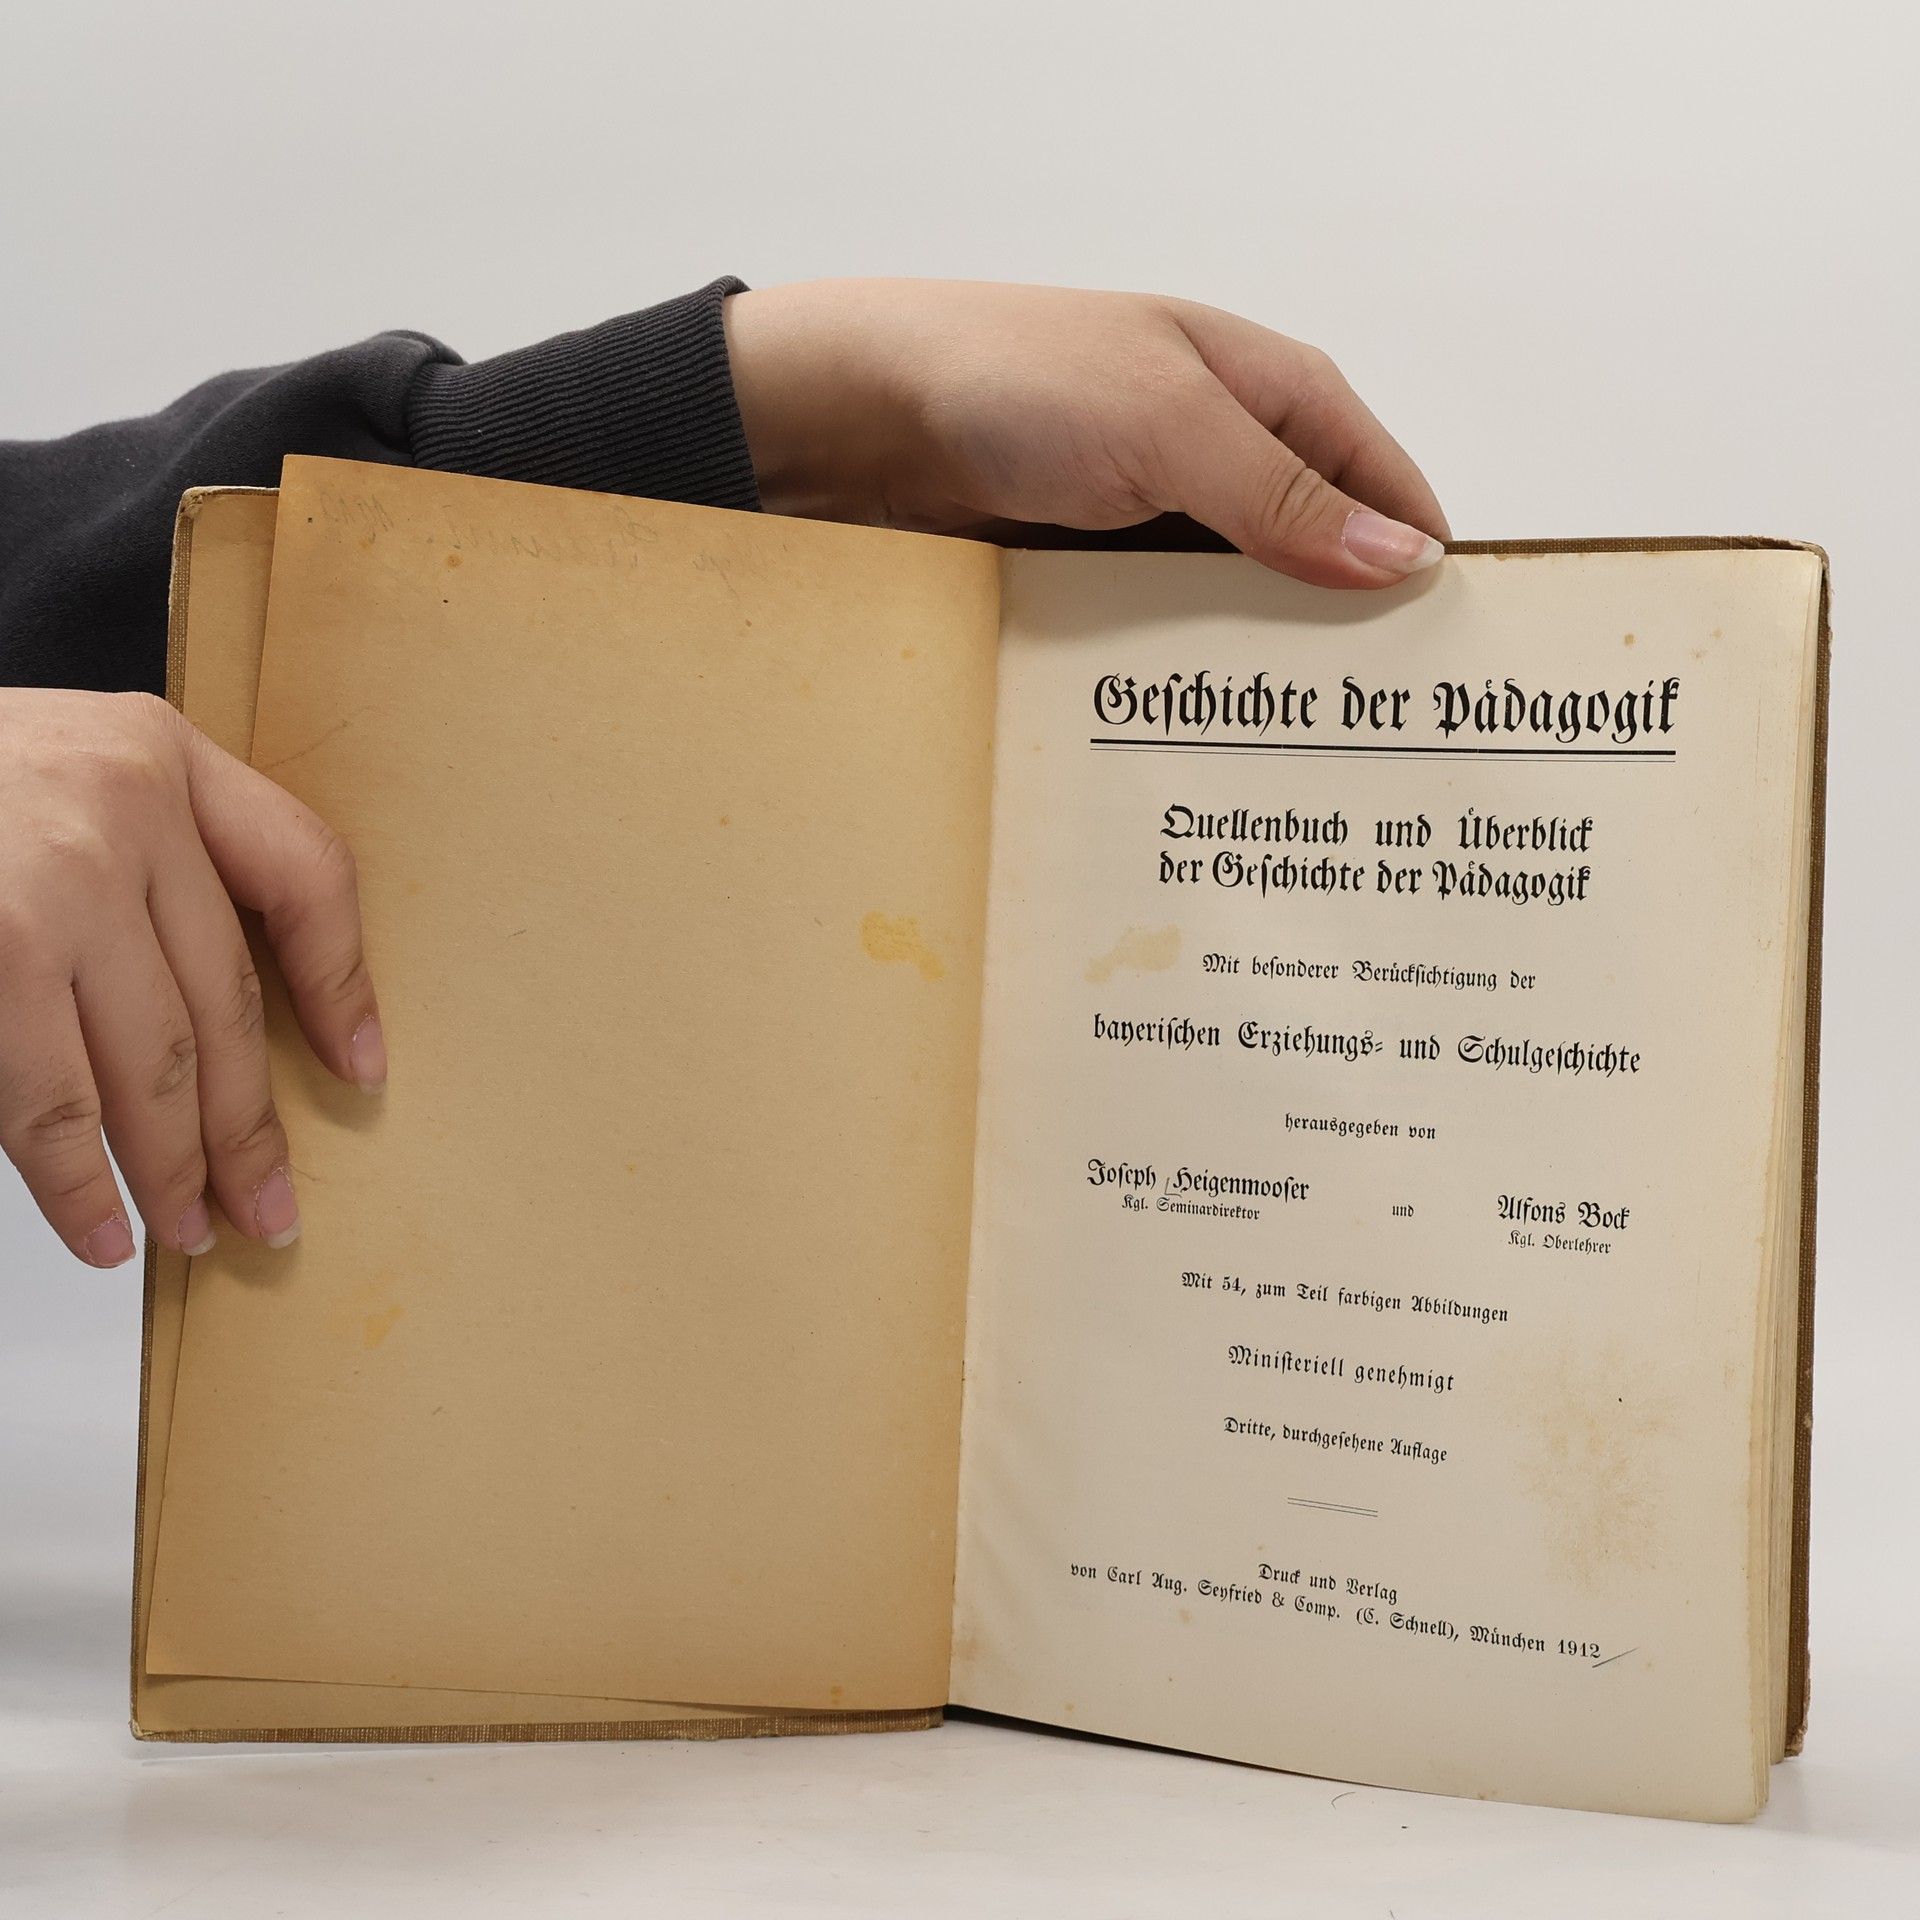 Geschichte der Pädagogik
Quellenbuch und Überblick
der Geschichte der Pädagogik
Mit besonderer Berücksichtigung der
bayerischen Erziehungs- und Schulgeschichte
herausgegeben von
Joseph Heigenmooser und Alfons Bock
Kgl. Seminardirektor Kgl. Oberlehrer
Mit 54, zum Teil farbigen Abbildungen
Ministeriell genehmigt
Dritte, durchgesehene Auflage
Druck und Verlag
von Carl Aug. Seyfried & Comp. (C. Schnell), München 1912